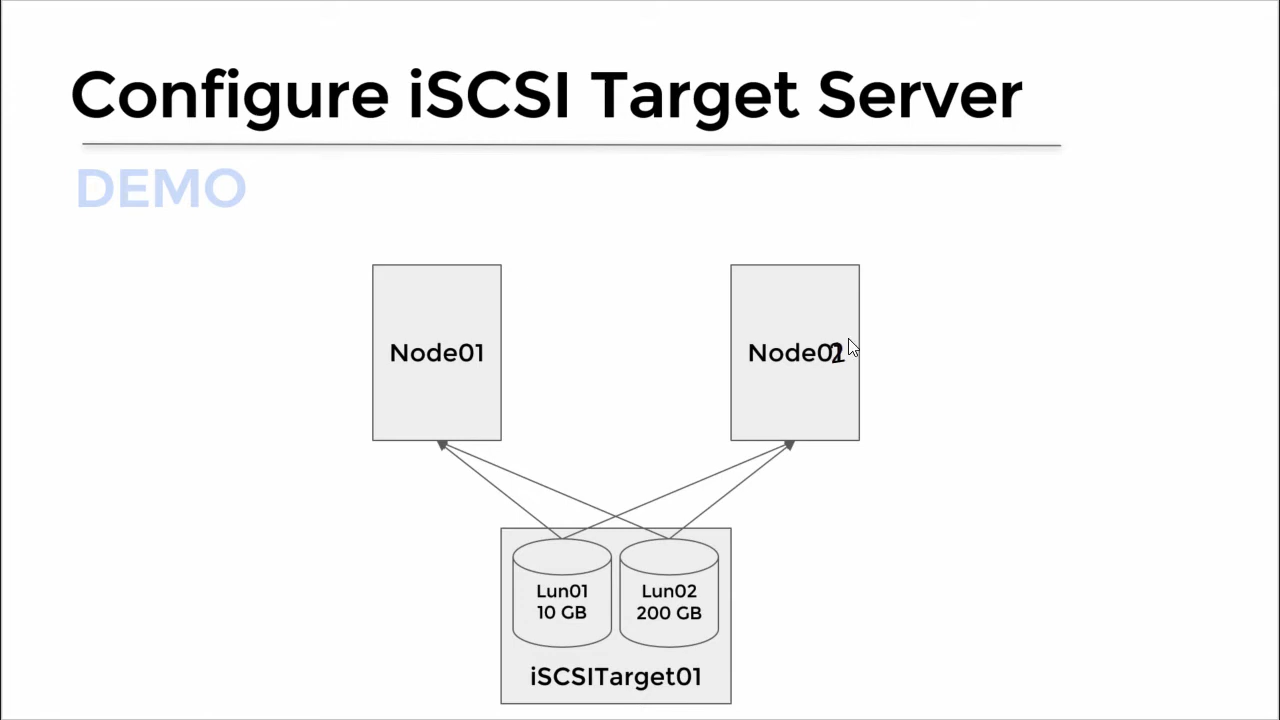 Configure iSCSI Target Server
DEMO
Node01
Node02
Lun01
10 GB
Lun02
200 GB
iSCSITarget01